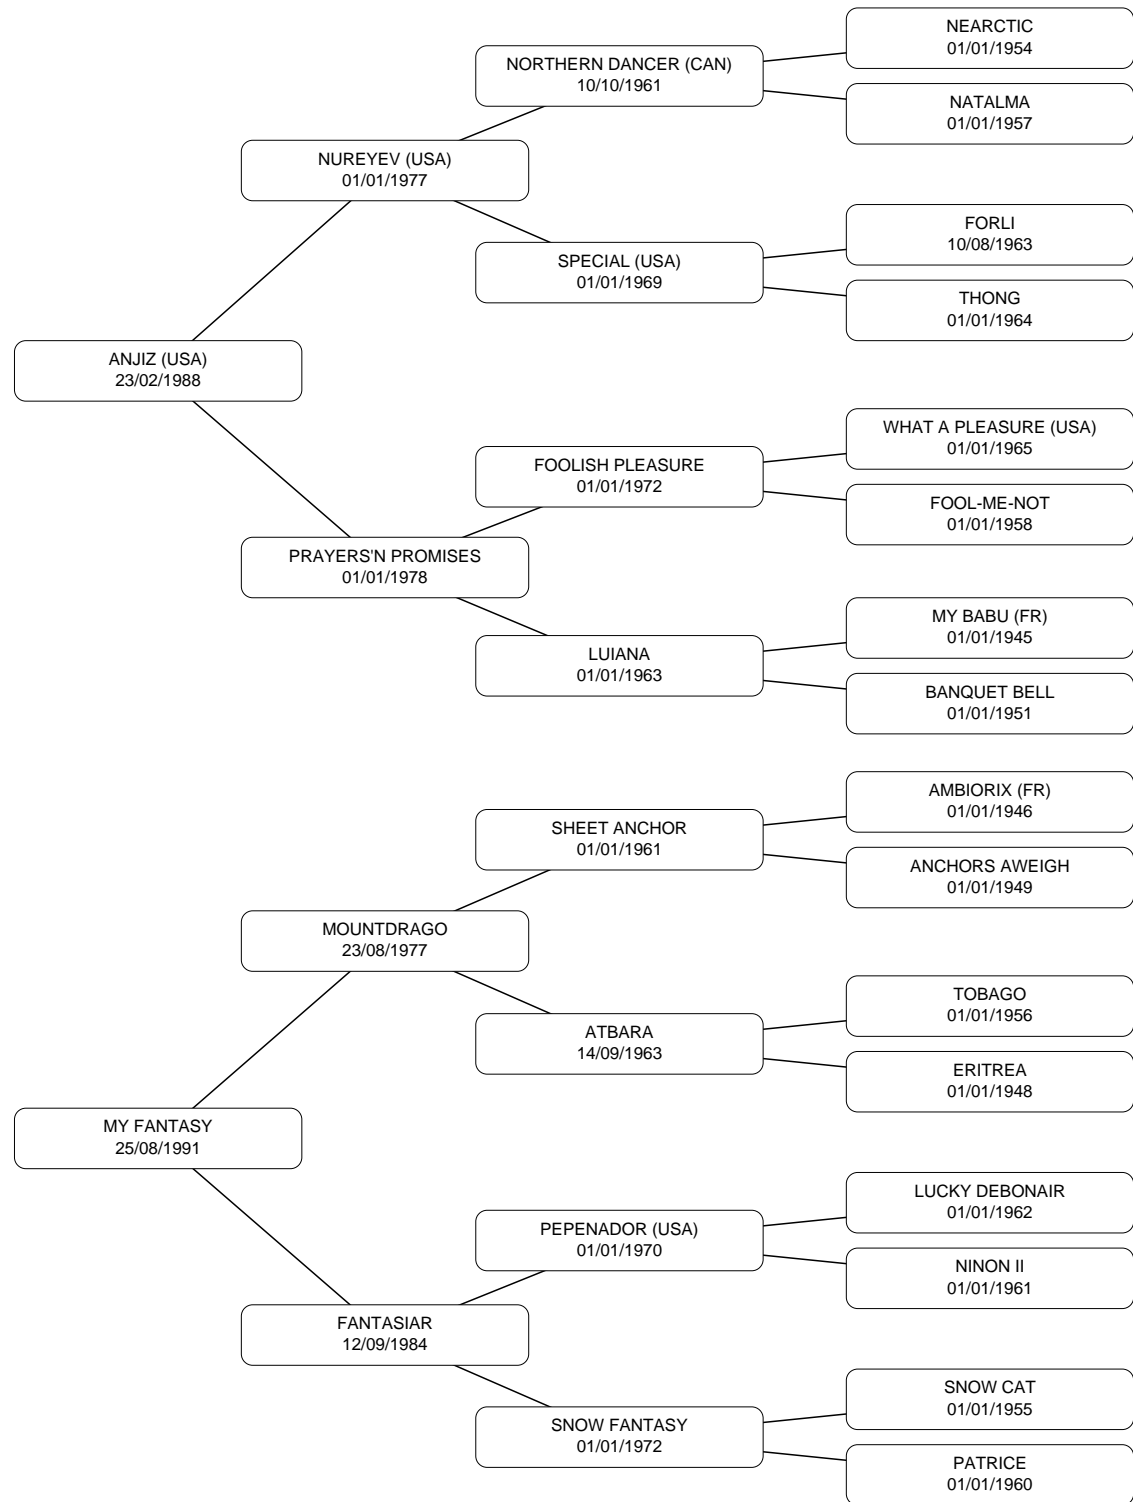 NEARCTIC
01/01/1954
NORTHERN DANCER (CAN)
10/10/1961
NATALMA
01/01/1957
NUREYEV (USA)
01/01/1977
FORLI
10/08/1963
SPECIAL (USA)
01/01/1969
THONG
01/01/1964
ANJIZ (USA)
23/02/1988
WHAT A PLEASURE (USA)
01/01/1965
FOOLISH PLEASURE
01/01/1972
FOOL-ME-NOT
01/01/1958
PRAYERS'N PROMISES
01/01/1978
MY BABU (FR)
01/01/1945
LUIANA
01/01/1963
BANQUET BELL
01/01/1951
AMBIORIX (FR)
01/01/1946
SHEET ANCHOR
01/01/1961
ANCHORS AWEIGH
01/01/1949
MOUNTDRAGO
23/08/1977
TOBAGO
01/01/1956
ATBARA
14/09/1963
ERITREA
01/01/1948
MY FANTASY
25/08/1991
LUCKY DEBONAIR
01/01/1962
PEPENADOR (USA)
01/01/1970
NINON II
01/01/1961
FANTASIAR
12/09/1984
SNOW CAT
01/01/1955
SNOW FANTASY
01/01/1972
PATRICE
01/01/1960